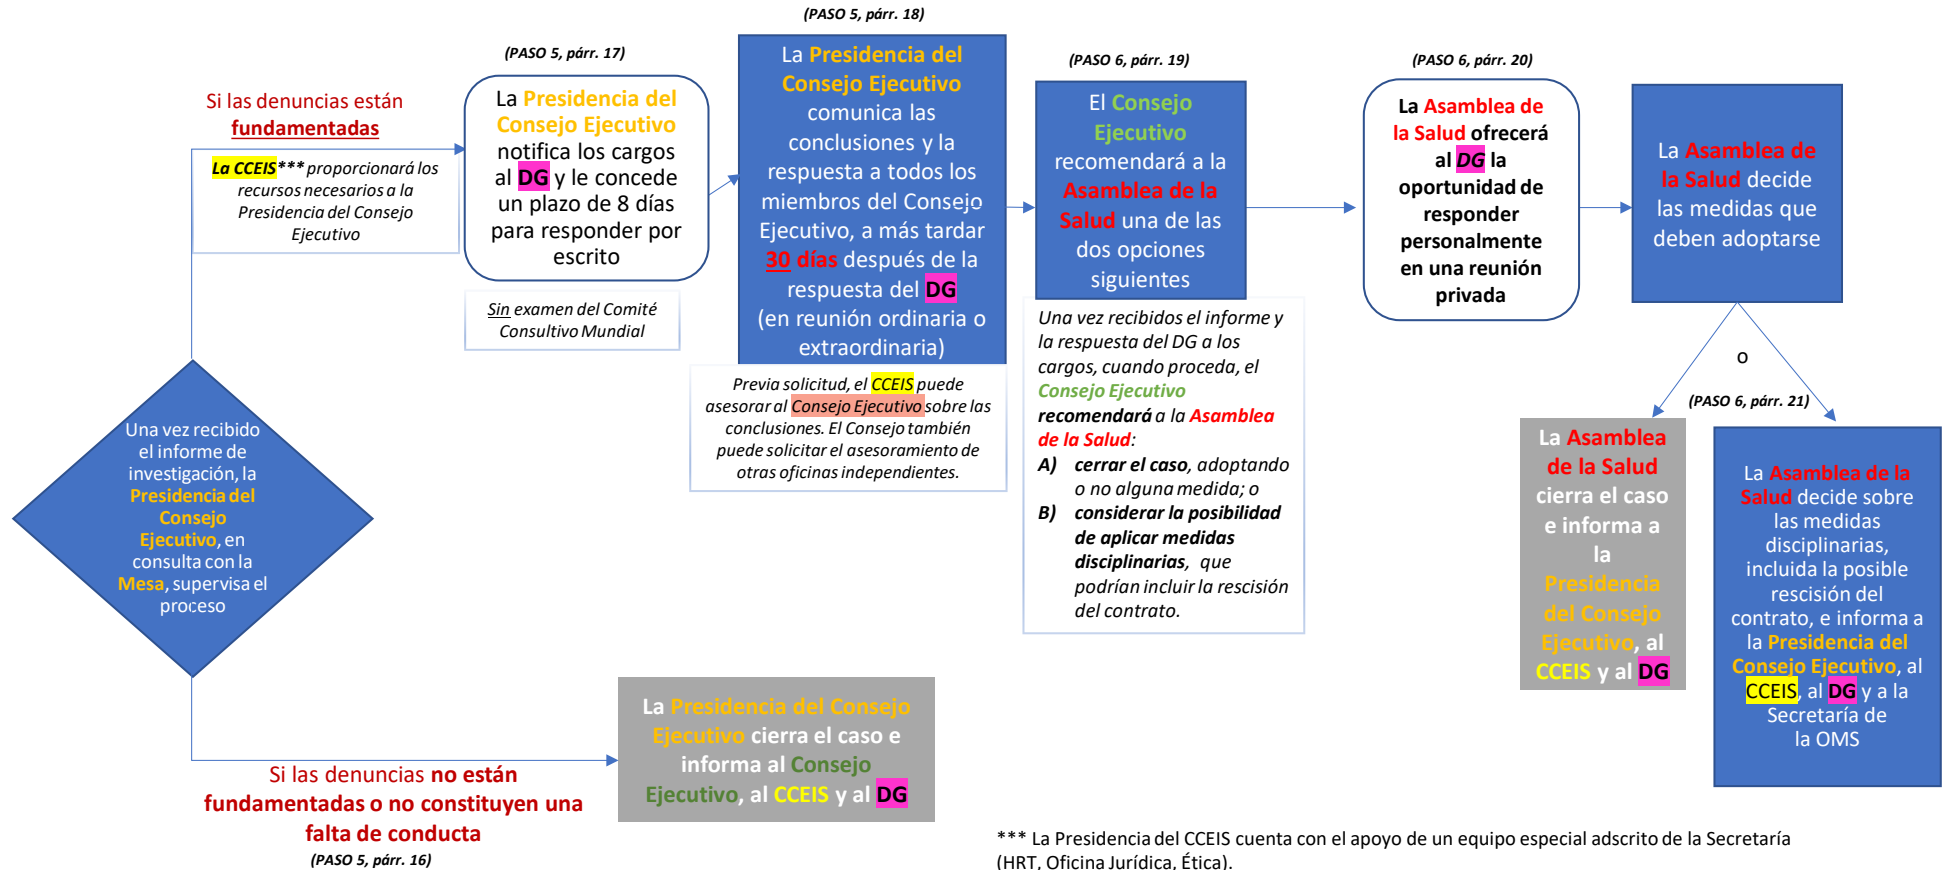 (PASO 5, párr. 18)
(PASO 5, párr. 17)
(PASO 6, párr. 19)
(PASO 6, párr. 20)
Si las denuncias están
fundamentadas
La CCEIS*** proporcionará los
recursos necesarios a la
Presidencia del Consejo
Ejecutivo
La Presidencia del
Consejo Ejecutivo
notifica los cargos
al DG y le concede
un plazo de 8 días
para responder por
escrito
Sin examen del Comité
Consultivo Mundial
La Presidencia del
Consejo Ejecutivo
comunica las
conclusiones y la
respuesta a todos los
miembros del Consejo
Ejecutivo, a más tardar
30 días después de la
respuesta del DG
(en reunión ordinaria o
extraordinaria)
Previa solicitud, el CCEIS puede
asesorar al Consejo Ejecutivo sobre las
conclusiones. El Consejo también
puede solicitar el asesoramiento de
otras oficinas independientes.
El Consejo
Ejecutivo
recomendará a la
Asamblea de la
Salud una de las
dos opciones
siguientes
Una vez recibidos el informe y
la respuesta del DG a los
cargos, cuando proceda, el
Consejo Ejecutivo
recomendará a la Asamblea
de la Salud:
A) cerrar el caso, adoptando
o no alguna medida; o
B) considerar la posibilidad
de aplicar medidas
disciplinarias, que
podrían incluir la rescisión
del contrato.
La Asamblea de
la Salud ofrecerá
al DG la
oportunidad de
responder
personalmente
en una reunión
privada
La Asamblea de
la Salud decide
las medidas que
deben adoptarse
o
(PASO 6, párr. 21)
La Asamblea
de la Salud
cierra el caso
e informa a
la
Presidencia
del Consejo
Ejecutivo, al
CCEIS y al DG
La Asamblea de la
Salud decide sobre
las medidas
disciplinarias,
incluida la posible
rescisión del
contrato, e informa a
la Presidencia del
Consejo Ejecutivo, al
CCEIS, al DG y a la
Secretaría de
la OMS
Una vez recibido
el informe de
investigación, la
Presidencia del
Consejo
Ejecutivo, en
consulta con la
Mesa, supervisa el
proceso
La Presidencia del Consejo
Ejecutivo cierra el caso e
informa al Consejo
Ejecutivo, al CCEIS y al DG
Si las denuncias no están
fundamentadas o no constituyen una
falta de conducta
(PASO 5, párr. 16)
*** La Presidencia del CCEIS cuenta con el apoyo de un equipo especial adscrito de la Secretaría
(HRT, Oficina Jurídica, Ética).